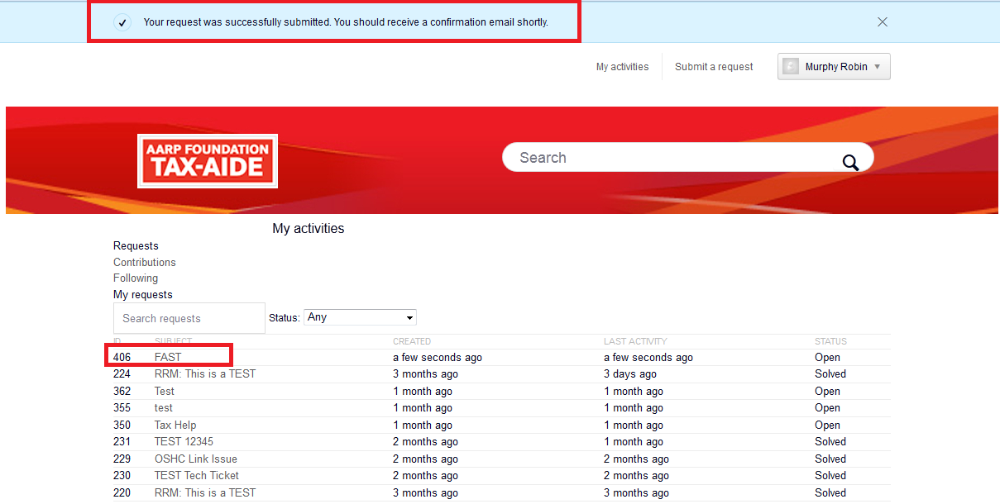 Your request was successfully submitted. You should receive a confirmation email shortly.
My activities Submit a request Murphy Robin
AARP FOUNDATION
TAX-AIDE
Search
My activities
Requests
Contributions
Following
My requests
Search requests Status: Any
ID SUBJECT CREATED LAST ACTIVITY STATUS
406 FAST a few seconds ago a few seconds ago Open
224 RRM: This is a TEST 3 months ago 3 days ago Solved
362 Test 1 month ago 1 month ago Open
355 test 1 month ago 1 month ago Open
350 Tax Help 1 month ago 1 month ago Open
231 TEST 12345 2 months ago 1 month ago Solved
229 OSHC Link Issue 2 months ago 2 months ago Solved
230 TEST Tech Ticket 2 months ago 2 months ago Solved
220 RRM: This is a TEST 3 months ago 3 months ago Solved